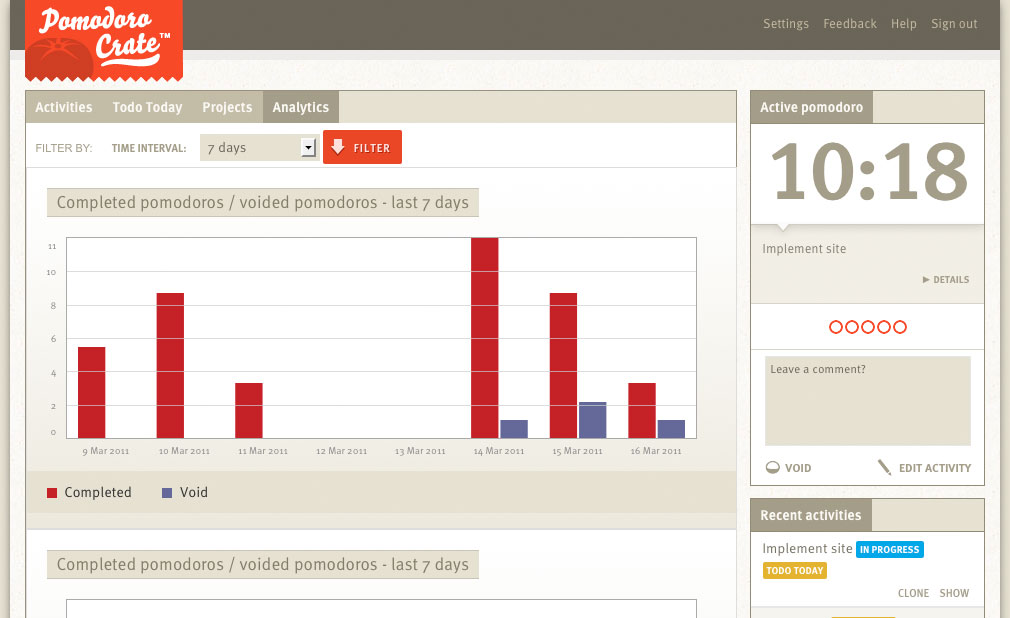 Pomodoro
Crate™
Settings Feedback Help Sign out
Activities Todo Today Projects Analytics
FILTER BY: TIME INTERVAL: 7 days FILTER
Completed pomodoros / voided pomodoros - last 7 days
11
10
8
6
4
2
0
9 Mar 2011 10 Mar 2011 11 Mar 2011 12 Mar 2011 13 Mar 2011 14 Mar 2011 15 Mar 2011 16 Mar 2011
Completed Void
Completed pomodoros / voided pomodoros - last 7 days
Active pomodoro
10:18
Implement site
DETAILS
Leave a comment?
VOID EDIT ACTIVITY
Recent activities
Implement site IN PROGRESS
TODO TODAY
CLONE SHOW